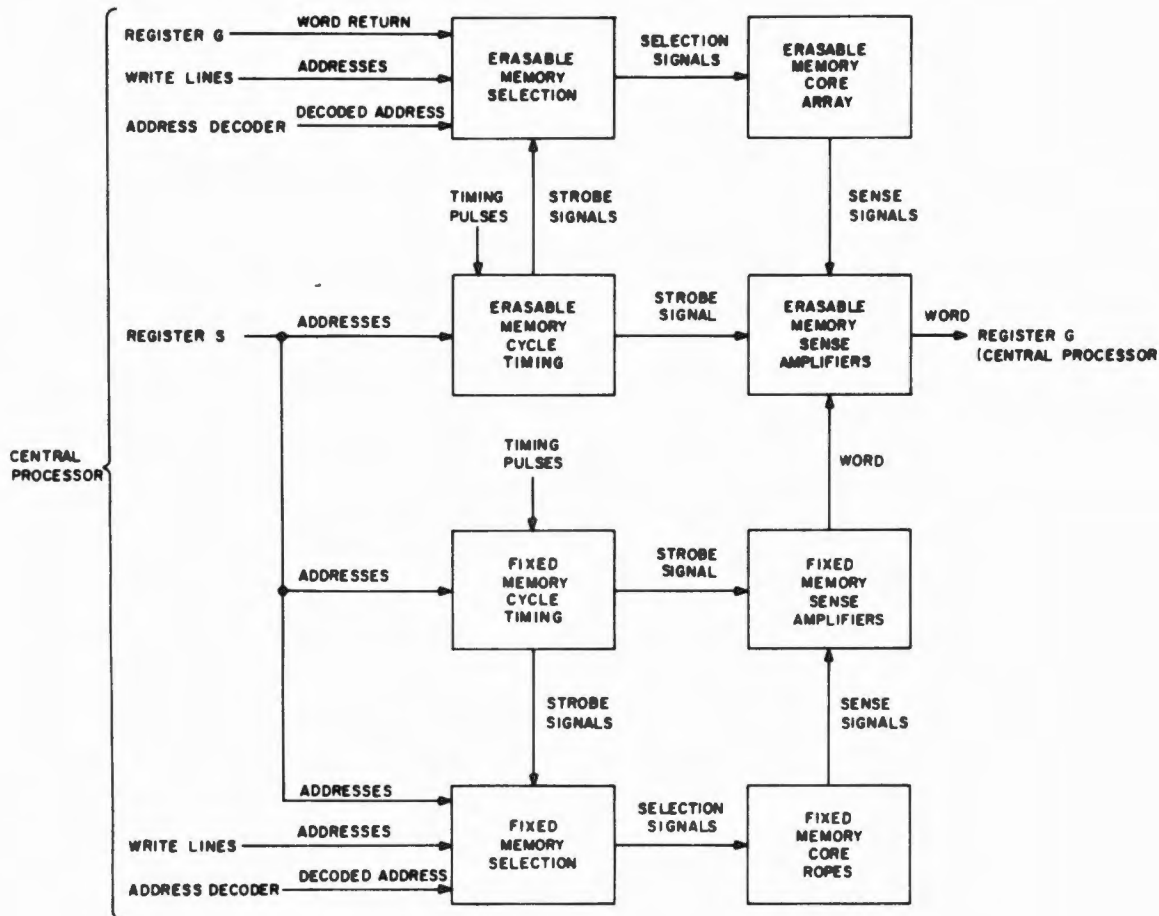 REGISTER G
WORD RETURN
WRITE LINES
ADDRESSES
ADDRESS DECODER
DECODED ADDRESS
ERASABLE
MEMORY
SELECTION
SELECTION
SIGNALS
ERASABLE
MEMORY
CORE
ARRAY
TIMING
PULSES
STROBE
SIGNALS
SENSE
SIGNALS
REGISTER S
ADDRESSES
ERASABLE
MEMORY
CYCLE
TIMING
STROBE
SIGNAL
ERASABLE
MEMORY
SENSE
AMPLIFIERS
WORD
REGISTER G
(CENTRAL PROCESSOR
CENTRAL
PROCESSOR
TIMING
PULSES
WORD
ADDRESSES
FIXED
MEMORY
CYCLE
TIMING
STROBE
SIGNAL
FIXED
MEMORY
SENSE
AMPLIFIERS
STROBE
SIGNALS
SENSE
SIGNALS
ADDRESSES
WRITE LINES
ADDRESSES
ADDRESS DECODER
DECODED ADDRESS
FIXED
MEMORY
SELECTION
SELECTION
SIGNALS
FIXED
MEMORY
CORE
ROPES